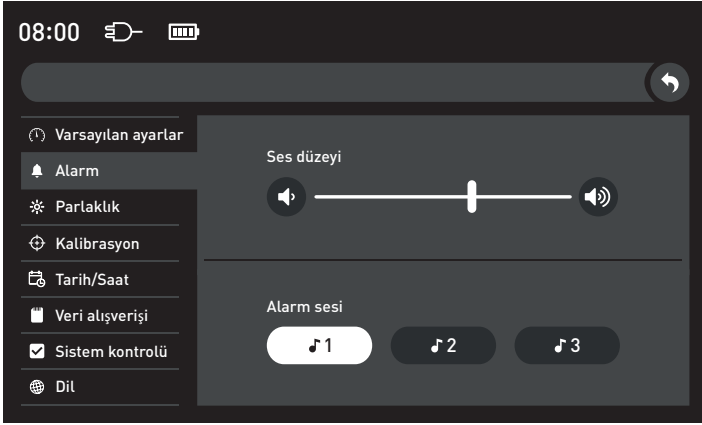 08:00
Varsayılan ayarlar
Alarm
Parlaklık
Kalibrasyon
Tarih/Saat
Veri alışverişi
Sistem kontrolü
Dil
Ses düzeyi
Alarm sesi
1
2
3